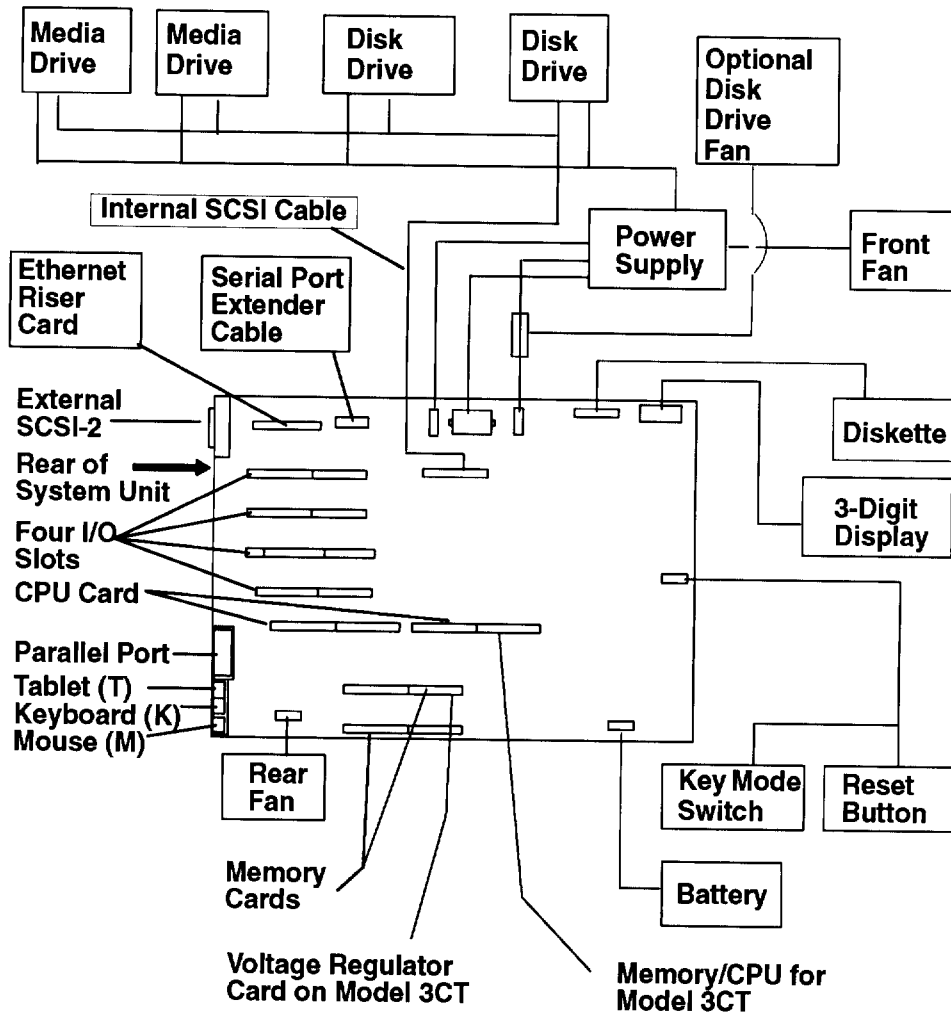 Media
Drive
Media
Drive
Disk
Drive
Disk
Drive
Optional
Disk
Drive
Fan
Internal SCSI Cable
Power
Supply
Front
Fan
Ethernet
Riser
Card
Serial Port
Extender
Cable
External
SCSI-2
Diskette
Rear of
System Unit
3-Digit
Display
Four I/O
Slots
CPU Card
Parallel Port
Tablet (T)
Keyboard (K)
Mouse (M)
Rear
Fan
Key Mode
Switch
Reset
Button
Memory
Cards
Battery
Voltage Regulator
Card on Model 3CT
Memory/CPU for
Model 3CT